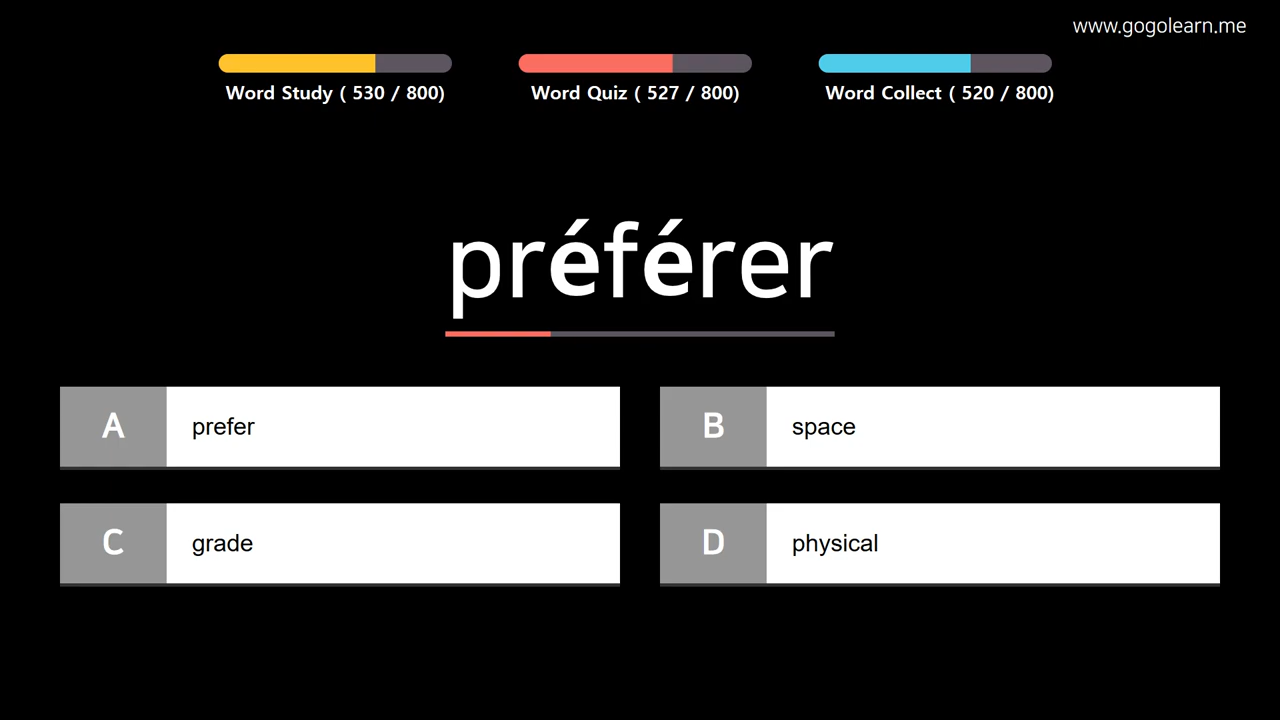 www.gogolearn.me
Word Study ( 530 / 800)
Word Quiz ( 527 / 800)
Word Collect ( 520 / 800)
préférer
A prefer
B space
C grade
D physical